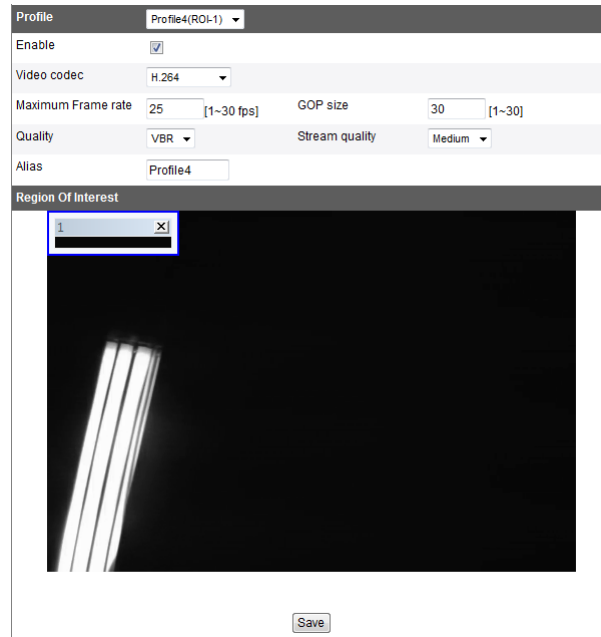 Profile Profile4(ROI-1)
Enable
Video codec H.264
Maximum Frame rate 25 [1~30 fps] GOP size 30 [1~30]
Quality VBR Stream quality Medium
Alias Profile4
Region Of Interest
1
Save